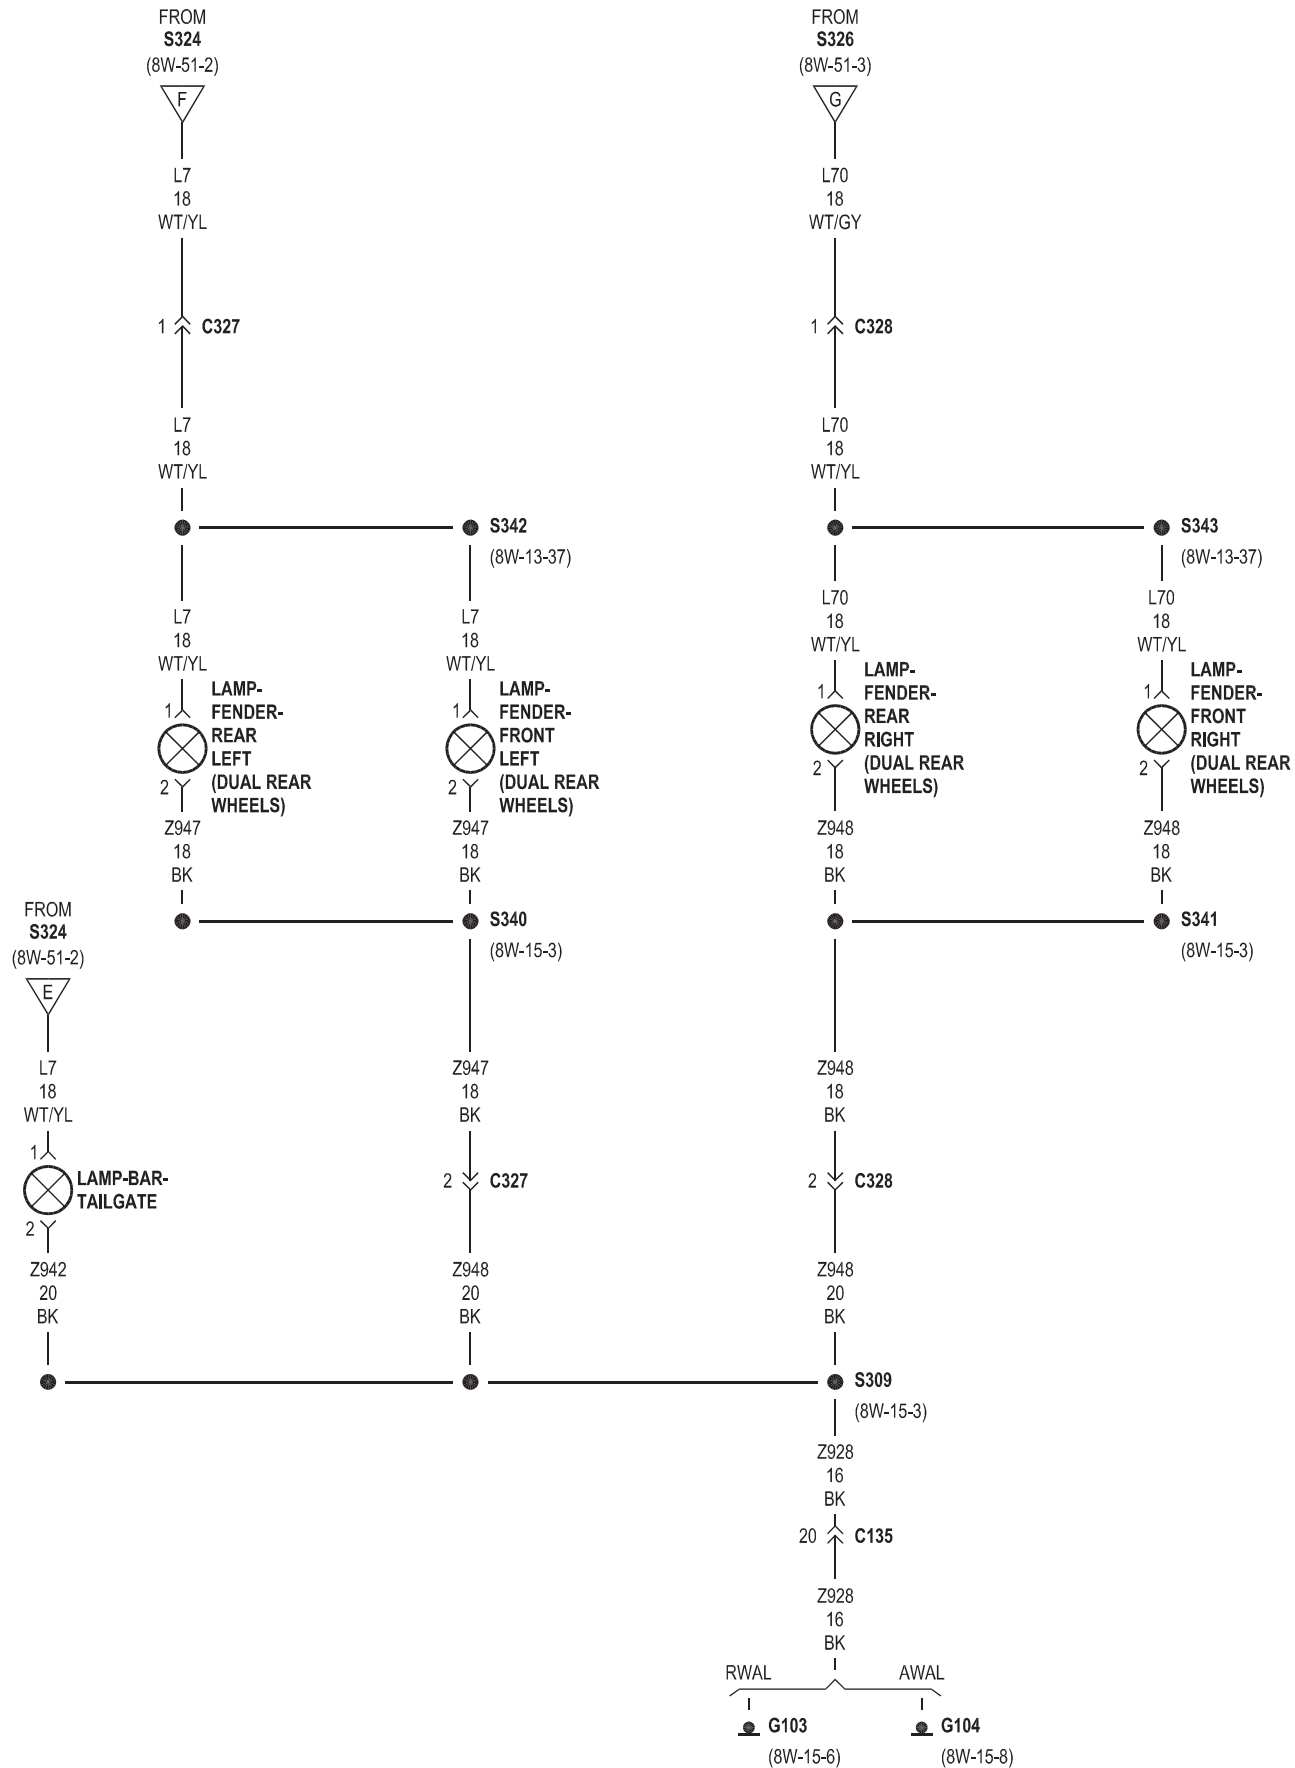 FROM
S324
(8W-51-2)
F
L7
18
WT/YL
1
C327
L7
18
WT/YL
S342
(8W-13-37)
L7
18
WT/YL
L7
18
WT/YL
1
LAMP-
FENDER-
REAR
LEFT
(DUAL REAR
WHEELS)
2
1
LAMP-
FENDER-
FRONT
LEFT
(DUAL REAR
WHEELS)
2
Z947
18
BK
Z947
18
BK
S340
(8W-15-3)
FROM
S326
(8W-51-3)
G
L70
18
WT/GY
1
C328
L70
18
WT/YL
S343
(8W-13-37)
L70
18
WT/YL
L70
18
WT/YL
1
LAMP-
FENDER-
REAR
RIGHT
(DUAL REAR
WHEELS)
2
1
LAMP-
FENDER-
FRONT
RIGHT
(DUAL REAR
WHEELS)
2
Z948
18
BK
Z948
18
BK
S341
(8W-15-3)
FROM
S324
(8W-51-2)
E
L7
18
WT/YL
1
LAMP-BAR-
TAILGATE
2
Z942
20
BK
Z947
18
BK
2
C327
Z948
20
BK
Z948
18
BK
2
C328
Z948
20
BK
S309
(8W-15-3)
Z928
16
BK
20
C135
Z928
16
BK
RWAL
AWAL
G103
(8W-15-6)
G104
(8W-15-8)